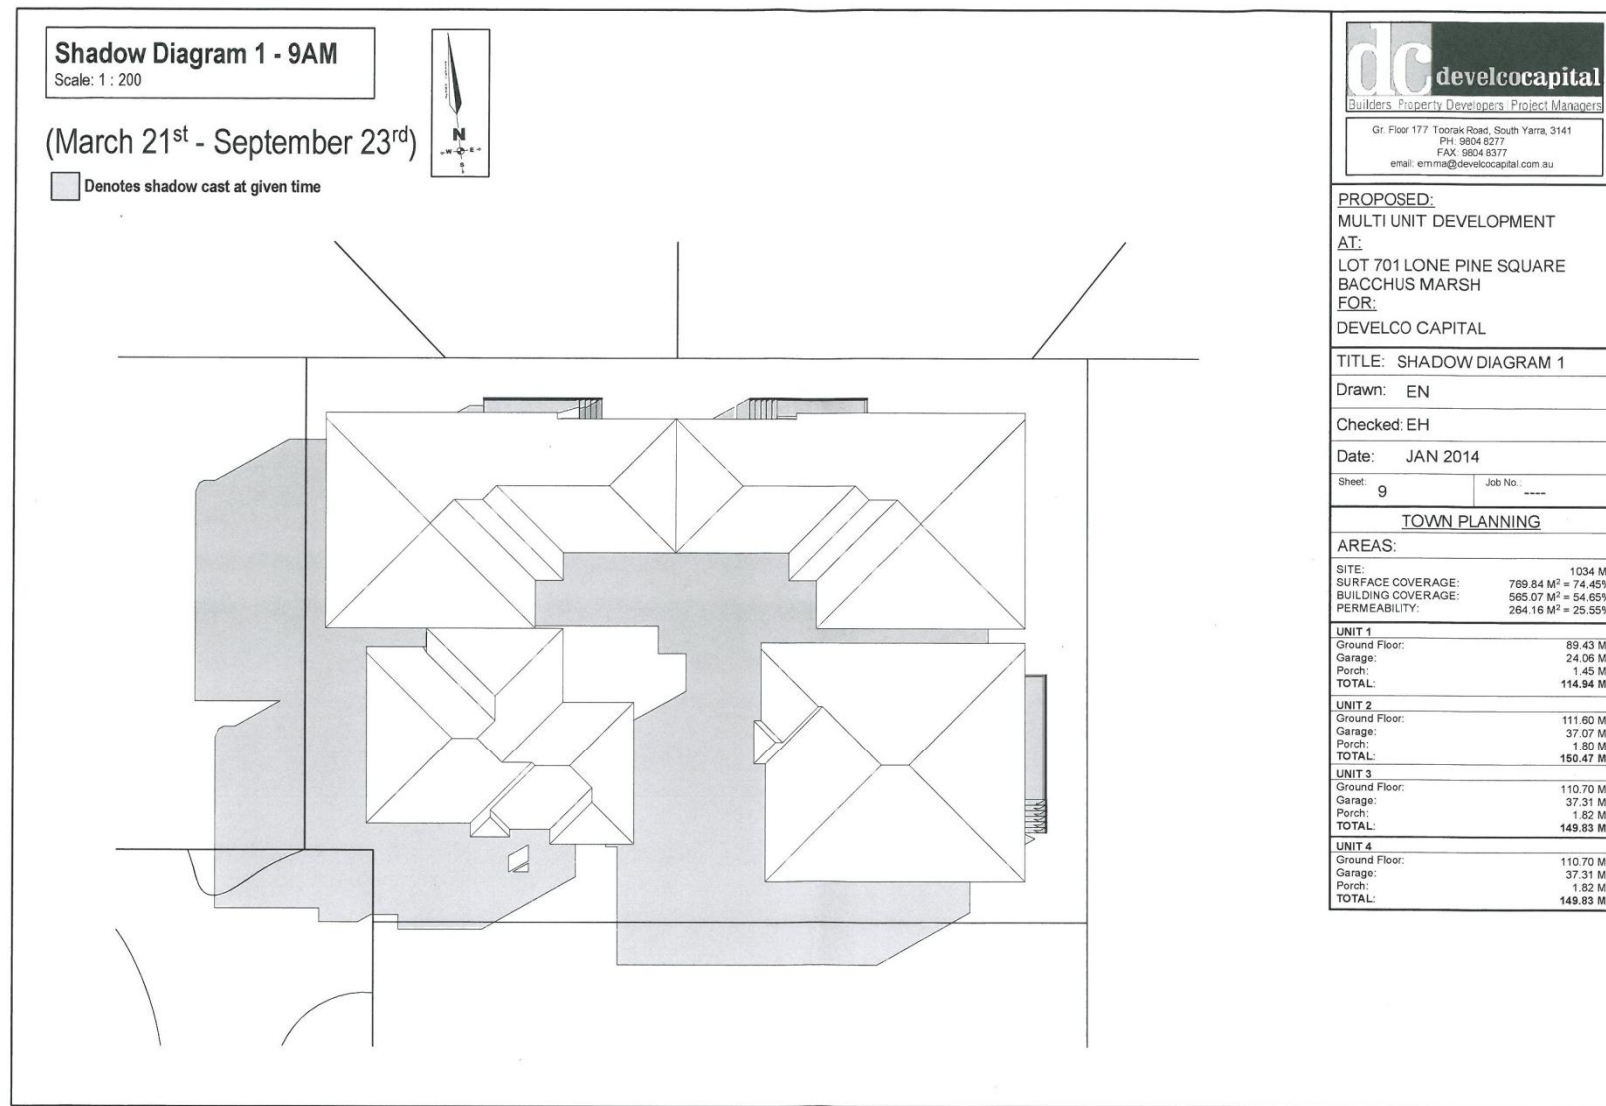 Shadow Diagram 1 - 9AM
Scale: 1 : 200
(March 21st - September 23rd)
Denotes shadow cast at given time
N
W E
S
dc develcocapital
Builders Property Developers Project Managers
Gr. Floor 177 Toorak Road, South Yarra, 3141
PH: 9804 8277
FAX: 9804 8377
email: emma@develcocapital.com.au
PROPOSED:
MULTI UNIT DEVELOPMENT
AT:
LOT 701 LONE PINE SQUARE
BACCHUS MARSH
FOR:
DEVELCO CAPITAL
TITLE: SHADOW DIAGRAM 1
Drawn: EN
Checked: EH
Date: JAN 2014
Sheet: 9 Job No.: ----
TOWN PLANNING
AREAS:
SITE: 1034 M
SURFACE COVERAGE: 769.84 M² = 74.45%
BUILDING COVERAGE: 565.07 M² = 54.65%
PERMEABILITY: 264.16 M² = 25.55%
UNIT 1
Ground Floor: 89.43 M
Garage: 24.06 M
Porch: 1.45 M
TOTAL: 114.94 M
UNIT 2
Ground Floor: 111.60 M
Garage: 37.07 M
Porch: 1.80 M
TOTAL: 150.47 M
UNIT 3
Ground Floor: 110.70 M
Garage: 37.31 M
Porch: 1.82 M
TOTAL: 149.83 M
UNIT 4
Ground Floor: 110.70 M
Garage: 37.31 M
Porch: 1.82 M
TOTAL: 149.83 M